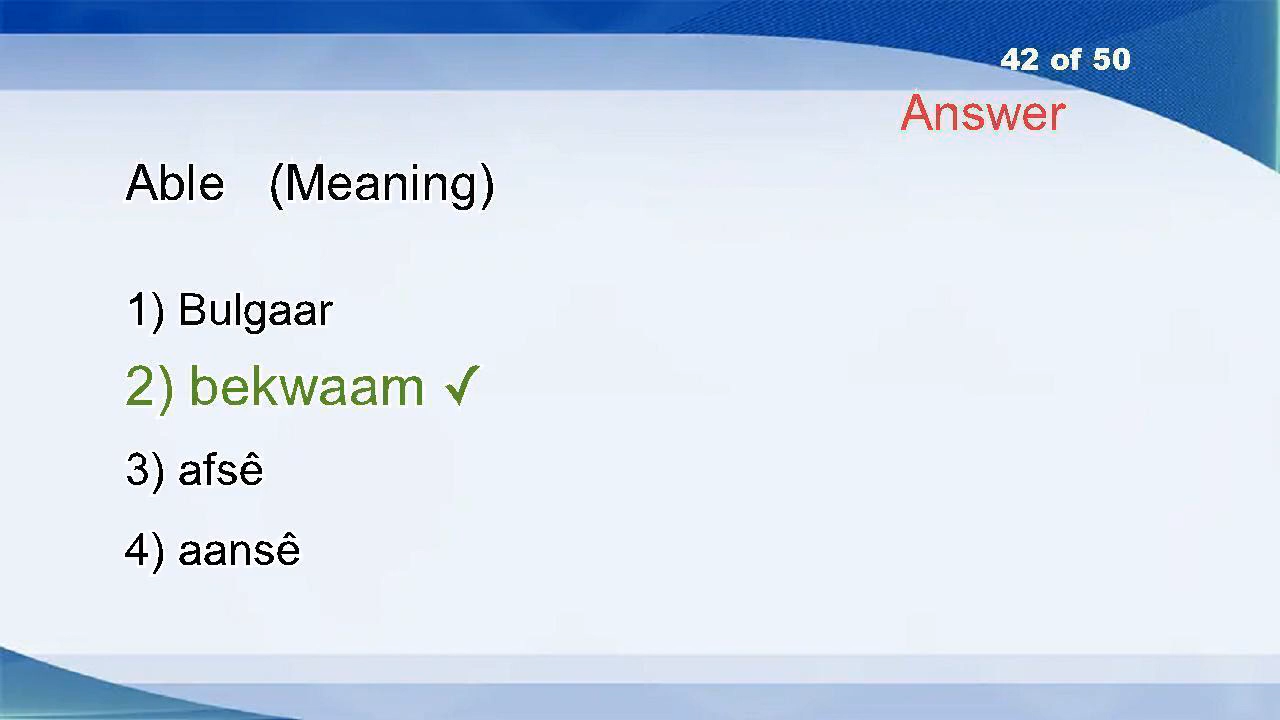 42 of 50
Answer
Able (Meaning)
1) Bulgaar
2) bekwaam ✓
3) afsê
4) aansê